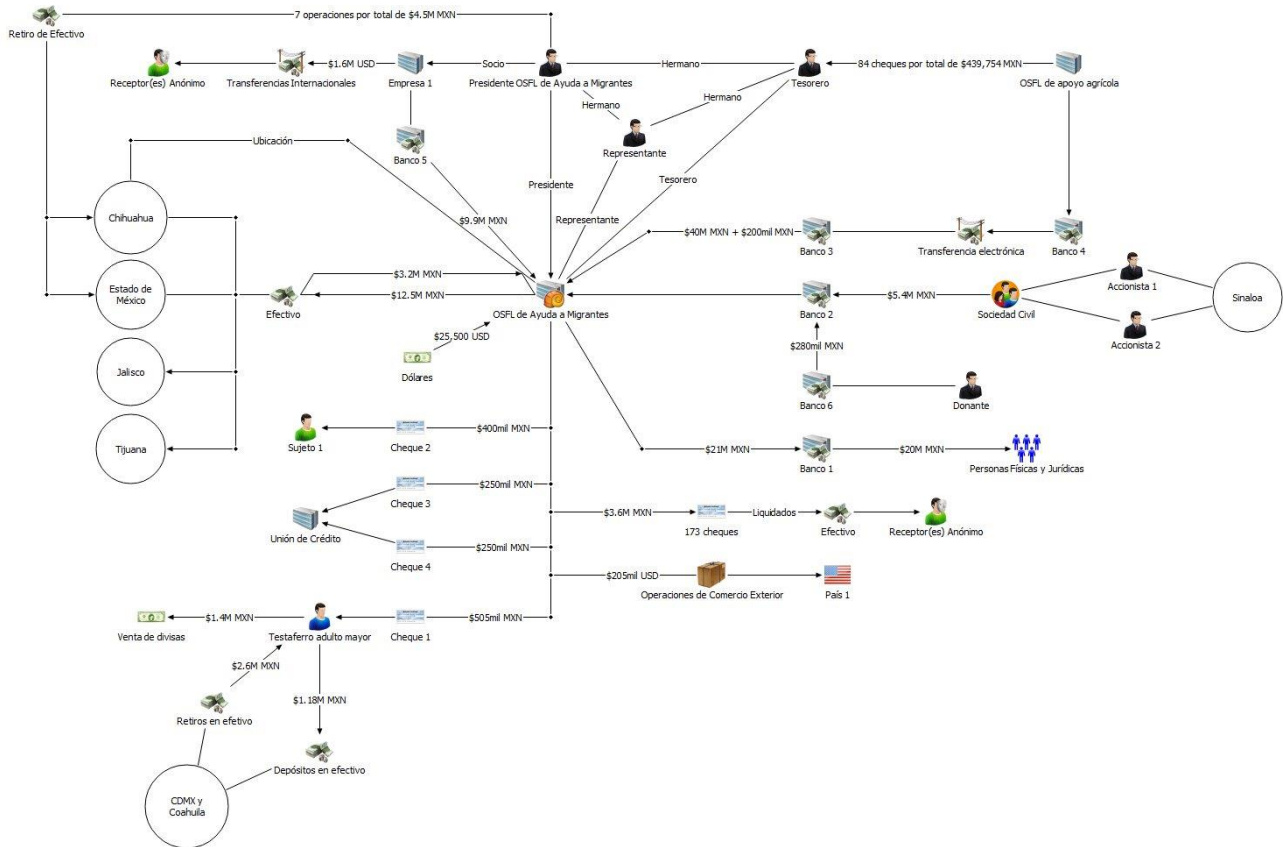 7 operaciones por total de $4.5M MXN
Retiro de Efectivo
$1.6M USD
Socio
Hermano
84 cheques por total de $439,754 MXN
Receptor(es) Anónimo
Transferencias Internacionales
Empresa 1
Presidente OSFL de Ayuda a Migrantes
Tesorero
OSFL de apoyo agrícola
Hermano
Hermano
Ubicación
Banco 5
Representante
Presidente
Tesorero
Chihuahua
$9.9M MXN
Representante
$40M MXN + $200mil MXN
Banco 3
Transferencia electrónica
Banco 4
Estado de
México
$3.2M MXN
$12.5M MXN
Efectivo
OSFL de Ayuda a Migrantes
Banco 2
$5.4M MXN
Sociedad Civil
Accionista 1
Sinaloa
Accionista 2
$25,500 USD
Dólares
$280mil MXN
Jalisco
Banco 6
Donante
Tijuana
Sujeto 1
Cheque 2
$400mil MXN
$21M MXN
Banco 1
$20M MXN
Personas Físicas y Jurídicas
Cheque 3
$250mil MXN
Unión de Crédito
$3.6M MXN
173 cheques
Liquidados
Efectivo
Receptor(es) Anónimo
Cheque 4
$250mil MXN
$205mil USD
Operaciones de Comercio Exterior
País 1
Venta de divisas
$1.4M MXN
Testaferro adulto mayor
Cheque 1
$505mil MXN
$2.6M MXN
$1.18M MXN
Retiros en efetivo
Depósitos en efectivo
CDMX y
Coahuila